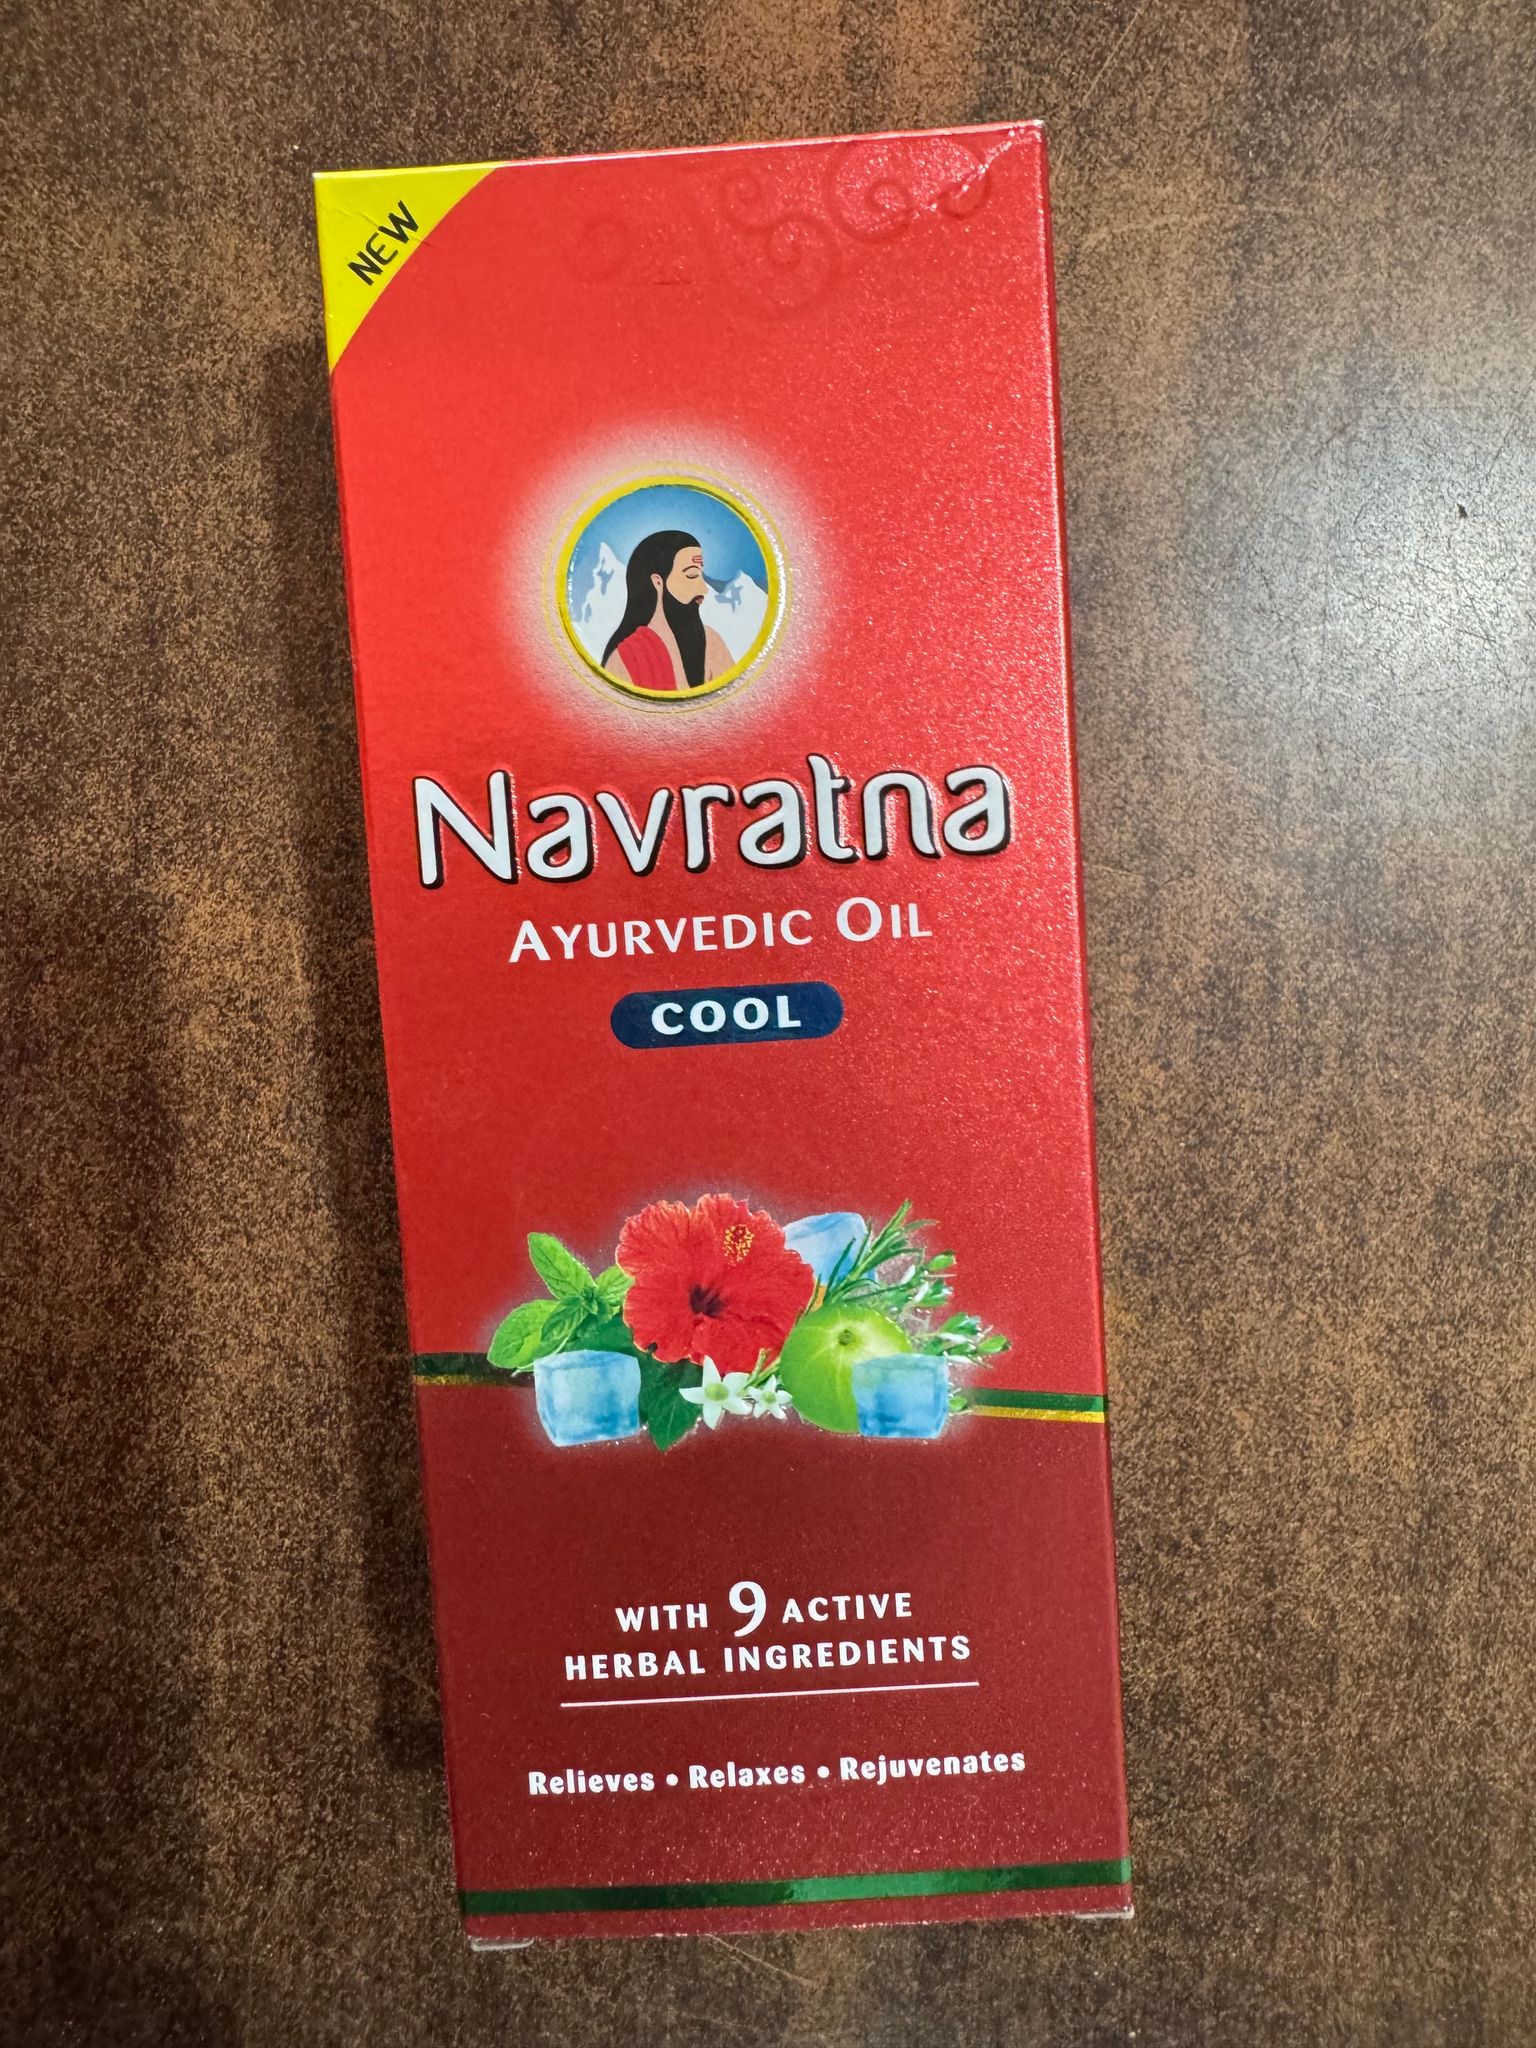 NEW
Navratna
AYURVEDIC OIL
COOL
WITH 9 ACTIVE
HERBAL INGREDIENTS
Relieves • Relaxes • Rejuvenates